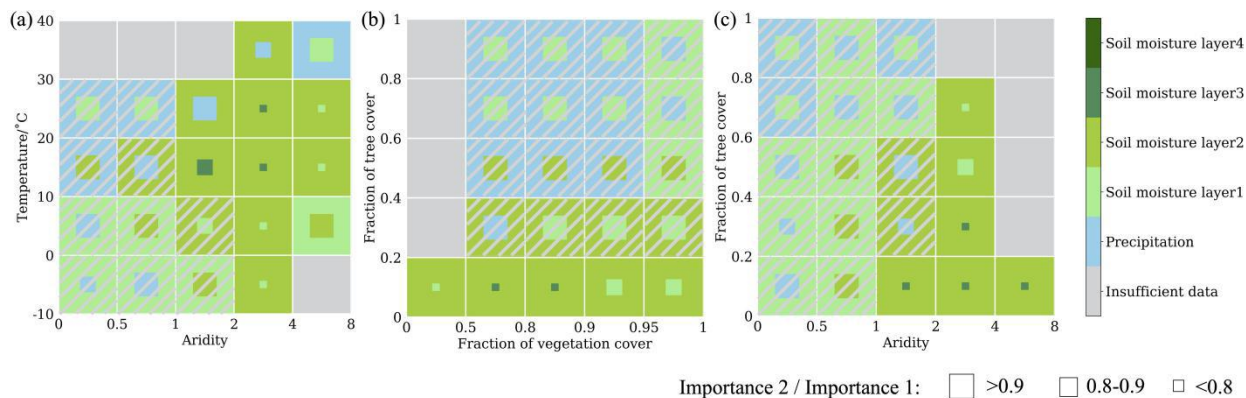 (a)
40
30
20
10
0
-10
Temperature/°C
0 0.5 1 2 4 8
Aridity
(b)
1
0.8
0.6
0.4
0.2
0
Fraction of tree cover
0 0.5 0.8 0.9 0.95 1
Fraction of vegetation cover
(c)
1
0.8
0.6
0.4
0.2
0
Fraction of tree cover
0 0.5 1 2 4 8
Aridity
Soil moisture layer4
Soil moisture layer3
Soil moisture layer2
Soil moisture layer1
Precipitation
Insufficient data
Importance 2 / Importance 1: >0.9 0.8-0.9 <0.8